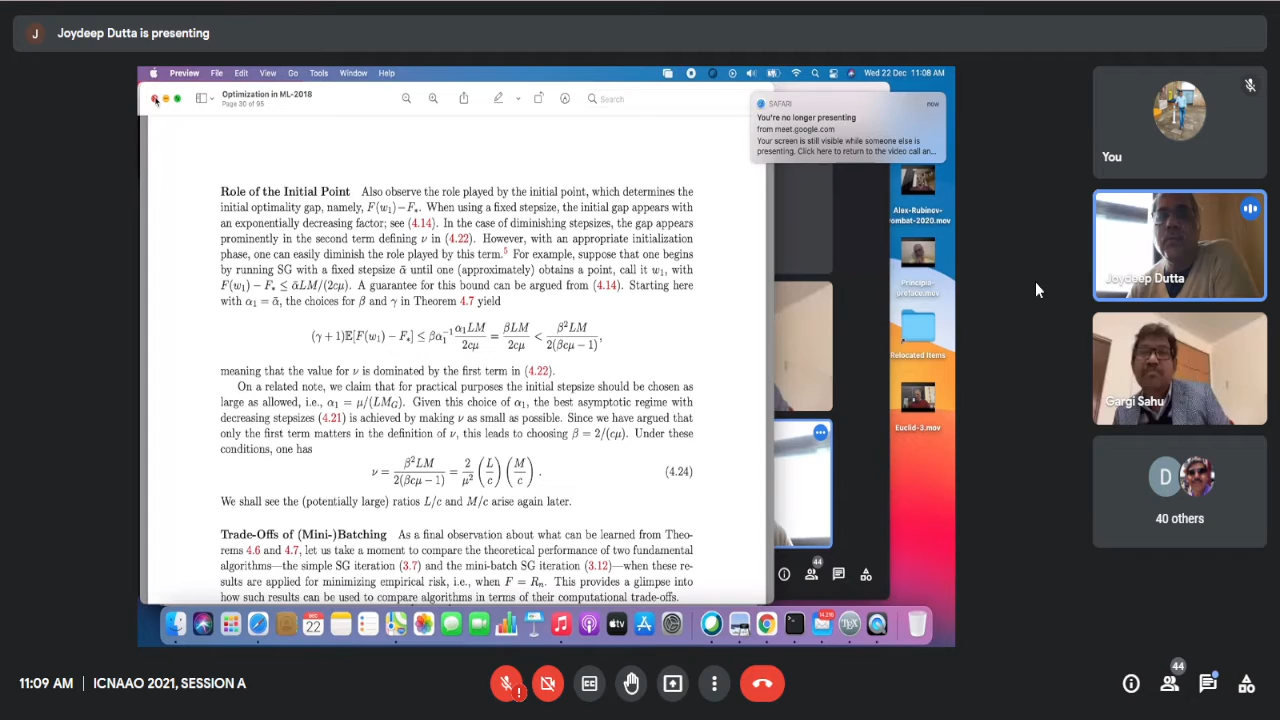 J
Joydeep Dutta is presenting
Preview File Edit View Go Tools Window Help
Wed 22 Dec 11:08 AM
Optimization in ML-2018
Page 30 of 95
Search
SAFARI
now
You're no longer presenting
from meet.google.com
Your screen is still visible while someone else is
presenting. Click here to return to the video call an...
Role of the Initial Point Also observe the role played by the initial point, which determines the
initial optimality gap, namely, F(w₁)−F∗. When using a fixed stepsize, the initial gap appears with
an exponentially decreasing factor; see (4.14). In the case of diminishing stepsizes, the gap appears
prominently in the second term defining ν in (4.22). However, with an appropriate initialization
phase, one can easily diminish the role played by this term.⁵ For example, suppose that one begins
by running SG with a fixed stepsize ᾱ until one (approximately) obtains a point, call it w₁, with
F(w₁) − F∗ ≤ ᾱLM/(2cμ). A guarantee for this bound can be argued from (4.14). Starting here
with α₁ = ᾱ, the choices for β and γ in Theorem 4.7 yield
(γ+1)𝔼[F(w₁) − F∗] ≤ βα₁⁻¹ α₁LM/2cμ = βLM/2cμ < β²LM/2(βcμ−1),
meaning that the value for ν is dominated by the first term in (4.22).
On a related note, we claim that for practical purposes the initial stepsize should be chosen as
large as allowed, i.e., α₁ = μ/(LM_G). Given this choice of α₁, the best asymptotic regime with
decreasing stepsizes (4.21) is achieved by making ν as small as possible. Since we have argued that
only the first term matters in the definition of ν, this leads to choosing β = 2/(cμ). Under these
conditions, one has
ν = β²LM/2(βcμ−1) = 2/μ² (L/c) (M/c) . (4.24)
We shall see the (potentially large) ratios L/c and M/c arise again later.
Trade-Offs of (Mini-)Batching As a final observation about what can be learned from Theo-
rems 4.6 and 4.7, let us take a moment to compare the theoretical performance of two fundamental
algorithms—the simple SG iteration (3.7) and the mini-batch SG iteration (3.12)—when these re-
sults are applied for minimizing empirical risk, i.e., when F = Rₙ. This provides a glimpse into
how such results can be used to compare algorithms in terms of their computational trade-offs.
Alex-Rubinov-
ombat-2020.mov
Principia-
preface.mov
Relocated Items
Euclid-3.mov
44
DEC
22
tv
TEX
You
Joydeep Dutta
Gargi Sahu
D
40 others
11:09 AM | ICNAAO 2021, SESSION A
44